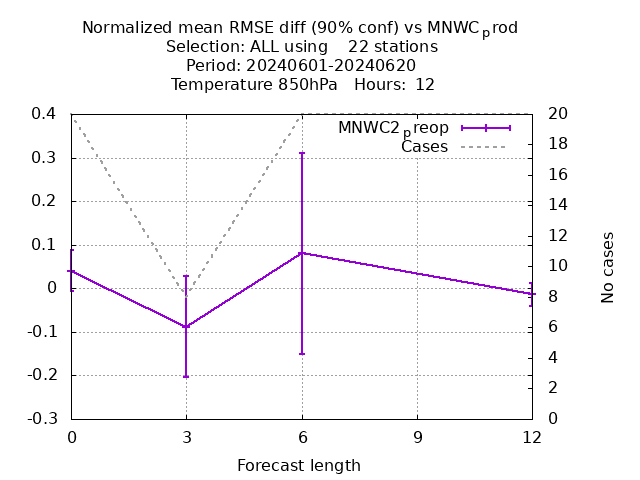 Normalized mean RMSE diff (90% conf) vs MNWCprod
Selection: ALL using 22 stations
Period: 20240601-20240620
Temperature 850hPa Hours: 12
MNWC2preop
Cases
0.4
0.3
0.2
0.1
0
-0.1
-0.2
-0.3
20
18
16
14
12
10
8
6
4
2
0
No cases
0 3 6 9 12
Forecast length